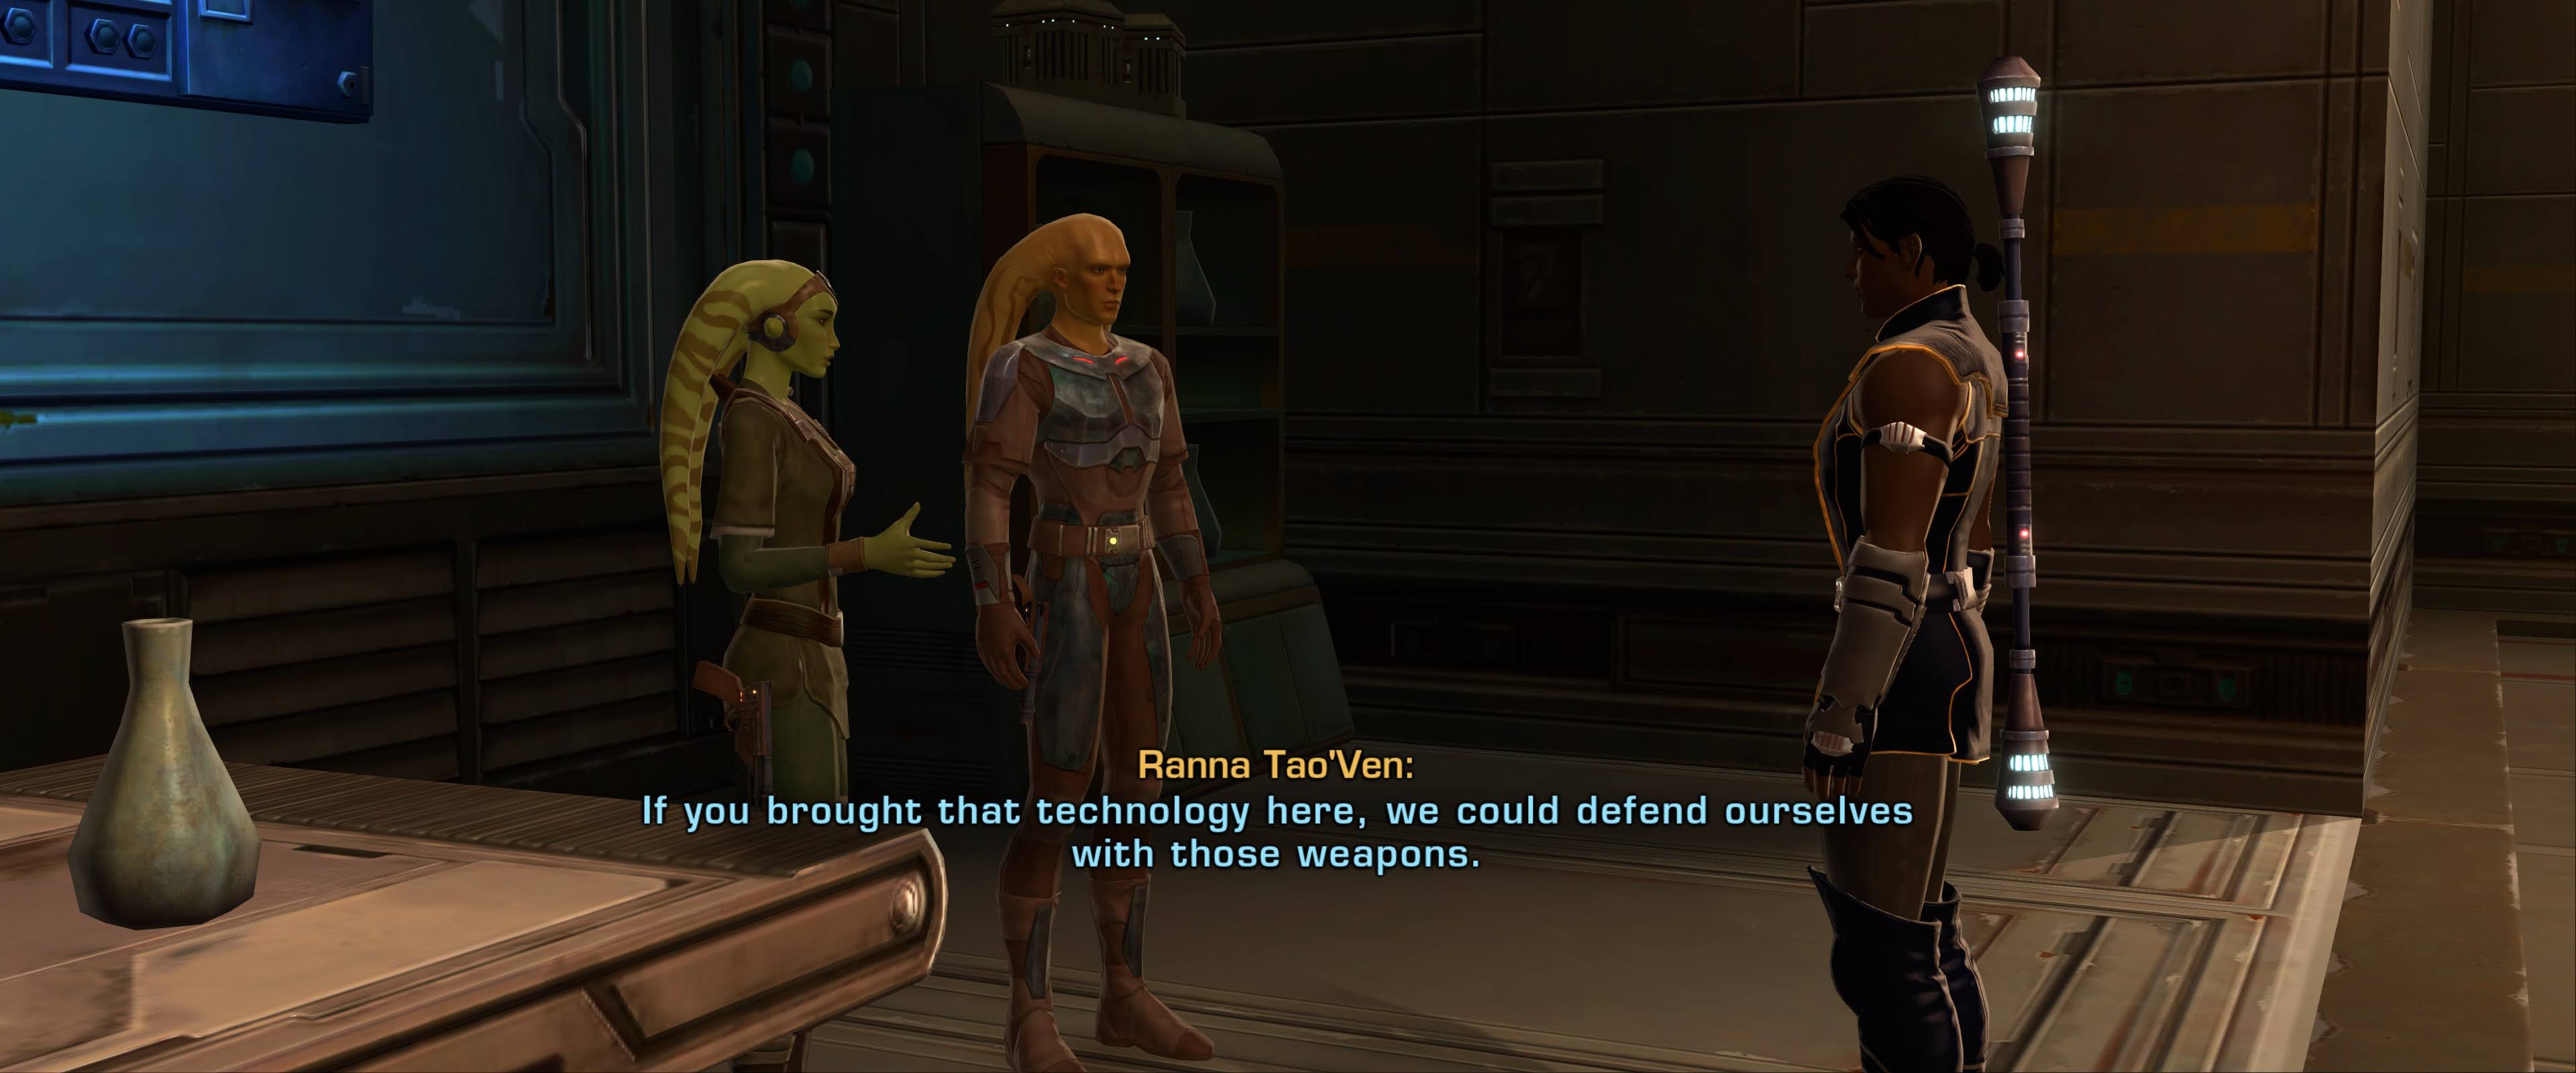 Ranna Tao'Ven:
If you brought that technology here, we could defend ourselves
with those weapons.